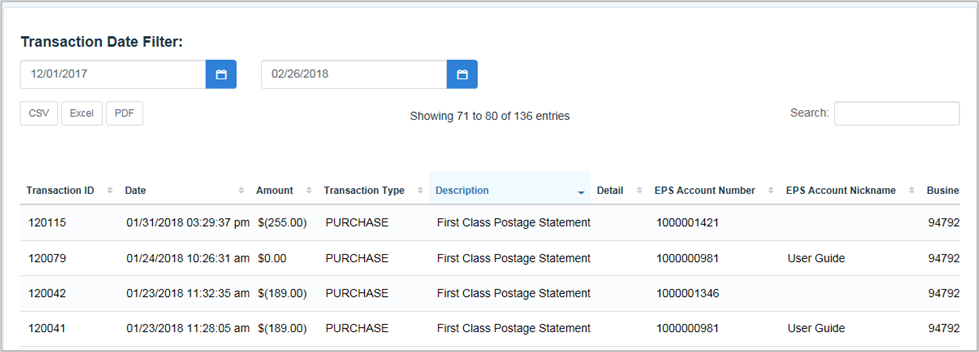 Transaction Date Filter:
12/01/2017 02/26/2018
CSV Excel PDF Showing 71 to 80 of 136 entries Search:
Transaction ID Date Amount Transaction Type Description Detail EPS Account Number EPS Account Nickname Busine
120115 01/31/2018 03:29:37 pm $(255.00) PURCHASE First Class Postage Statement 1000001421 94792
120079 01/24/2018 10:26:31 am $0.00 PURCHASE First Class Postage Statement 1000000981 User Guide 94792
120042 01/23/2018 11:32:35 am $(189.00) PURCHASE First Class Postage Statement 1000001346 94792
120041 01/23/2018 11:28:05 am $(189.00) PURCHASE First Class Postage Statement 1000000981 User Guide 94792